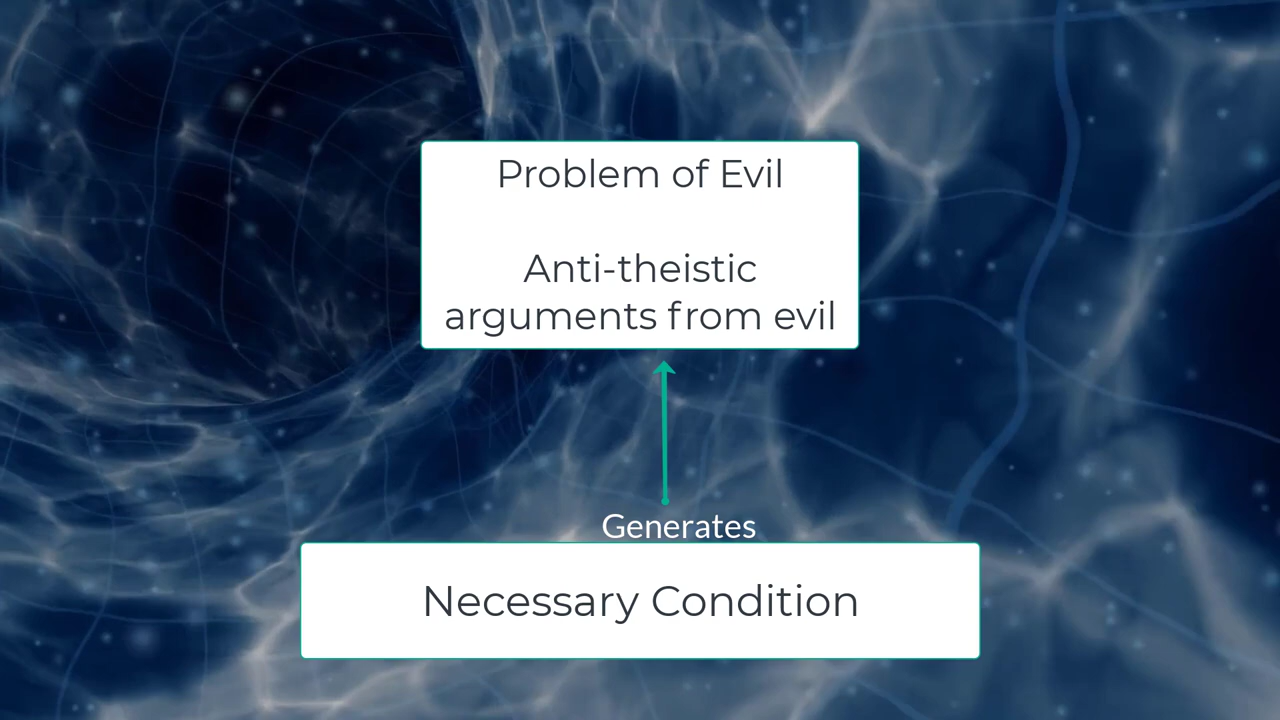 Problem of Evil
Anti-theistic
arguments from evil
Generates
Necessary Condition